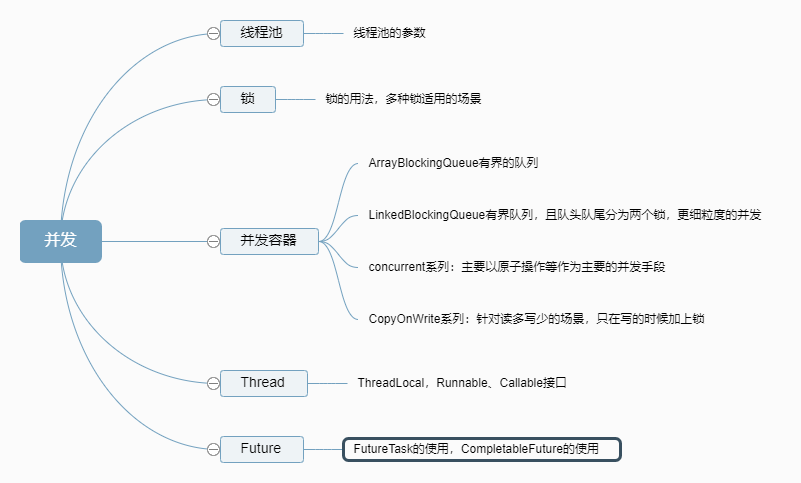 并发
线程池
线程池的参数
锁
锁的用法，多种锁适用的场景
并发容器
ArrayBlockingQueue有界的队列
LinkedBlockingQueue有界队列，且队头队尾分为两个锁，更细粒度的并发
concurrent系列：主要以原子操作等作为主要的并发手段
CopyOnWrite系列：针对读多写少的场景，只在写的时候加上锁
Thread
ThreadLocal，Runnable、Callable接口
Future
FutureTask的使用，CompletableFuture的使用